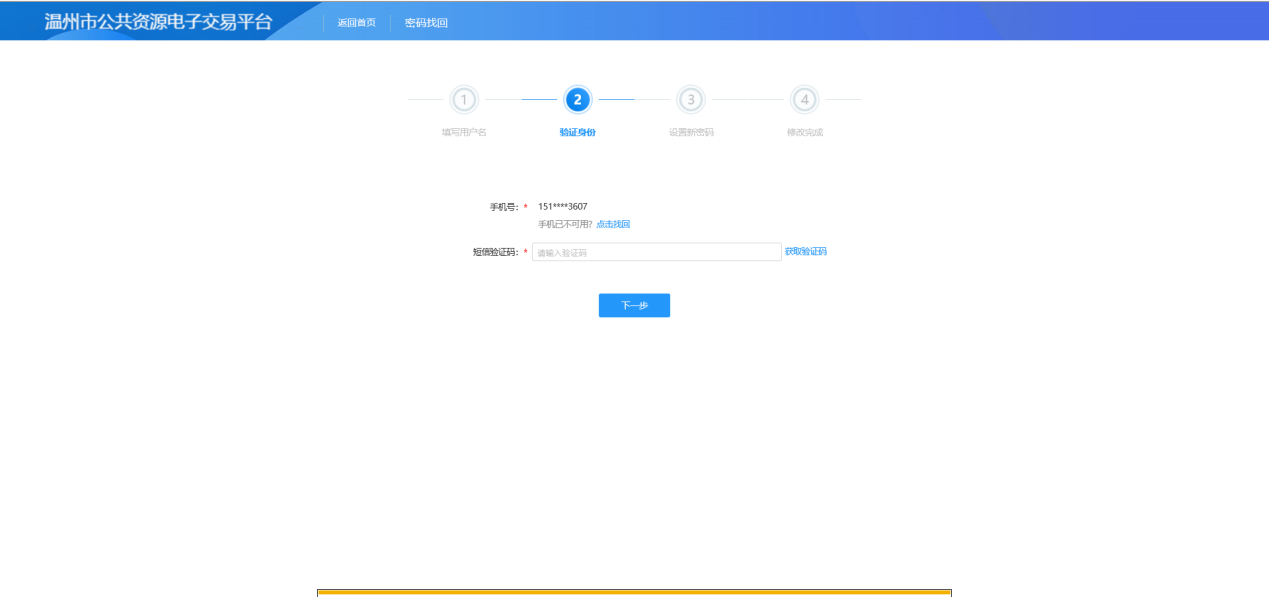 温州市公共资源电子交易平台 返回首页 密码找回
1 2 3 4
填写用户名 验证身份 设置新密码 修改完成
手机号：* 151****3607
手机已不可用？ 点击找回
短信验证码：* 请输入验证码 获取验证码
下一步